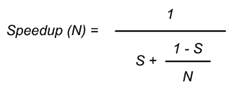 Speedup (N) =
1
S +
1 - S
N